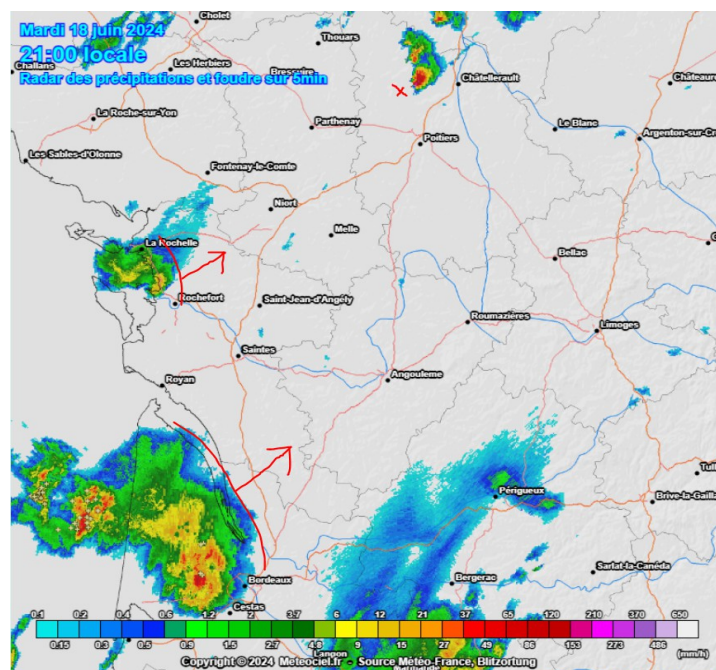 Mardi 18 juin 2024
21:00 locale
Radar des précipitations et foudre sur 5min
Cholet
Thouars
Challans
Les Herbiers
Bressuire
Châtellerault
La Roche-sur-Yon
Parthenay
Le Blanc
Poitiers
Argenton-sur-Cr
Les Sables-d'Olonne
Fontenay-le-Comte
Niort
Melle
La Rochelle
Bellac
Rochefort
Saint-Jean-d'Angély
Roumazières
Limoges
Saintes
Royan
Angouleme
Tull
Périgueux
Brive-la-Gailla
Sarlat-la-Canéda
Bordeaux
Bergerac
Cestas
0.1 0.2 0.4 0.6 1.2 2 3.7 6 12 21 37 65 120 210 370 650
0.15 0.3 0.5 0.9 1.5 2.7 4.8 9 15 29 49 86 153 273 486 (mm/h)
Langon
Copyright © 2024 Meteociel.fr - Source Météo-France, Blitzortung